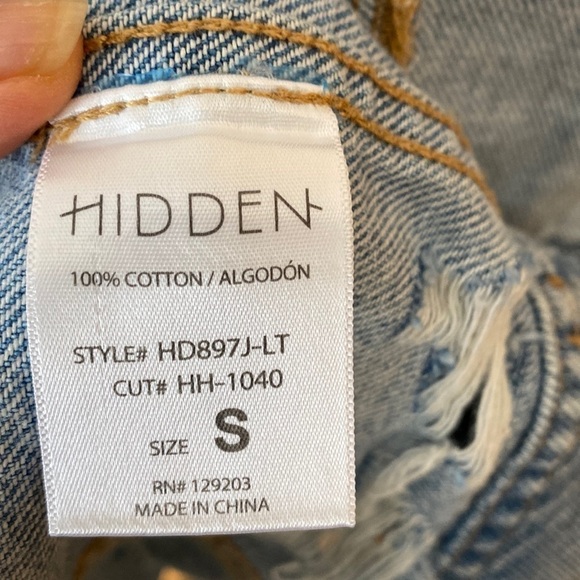 HIDDEN
100% COTTON / ALGODÓN
STYLE# HD897J-LT
CUT# HH-1040
SIZE S
RN# 129203
MADE IN CHINA